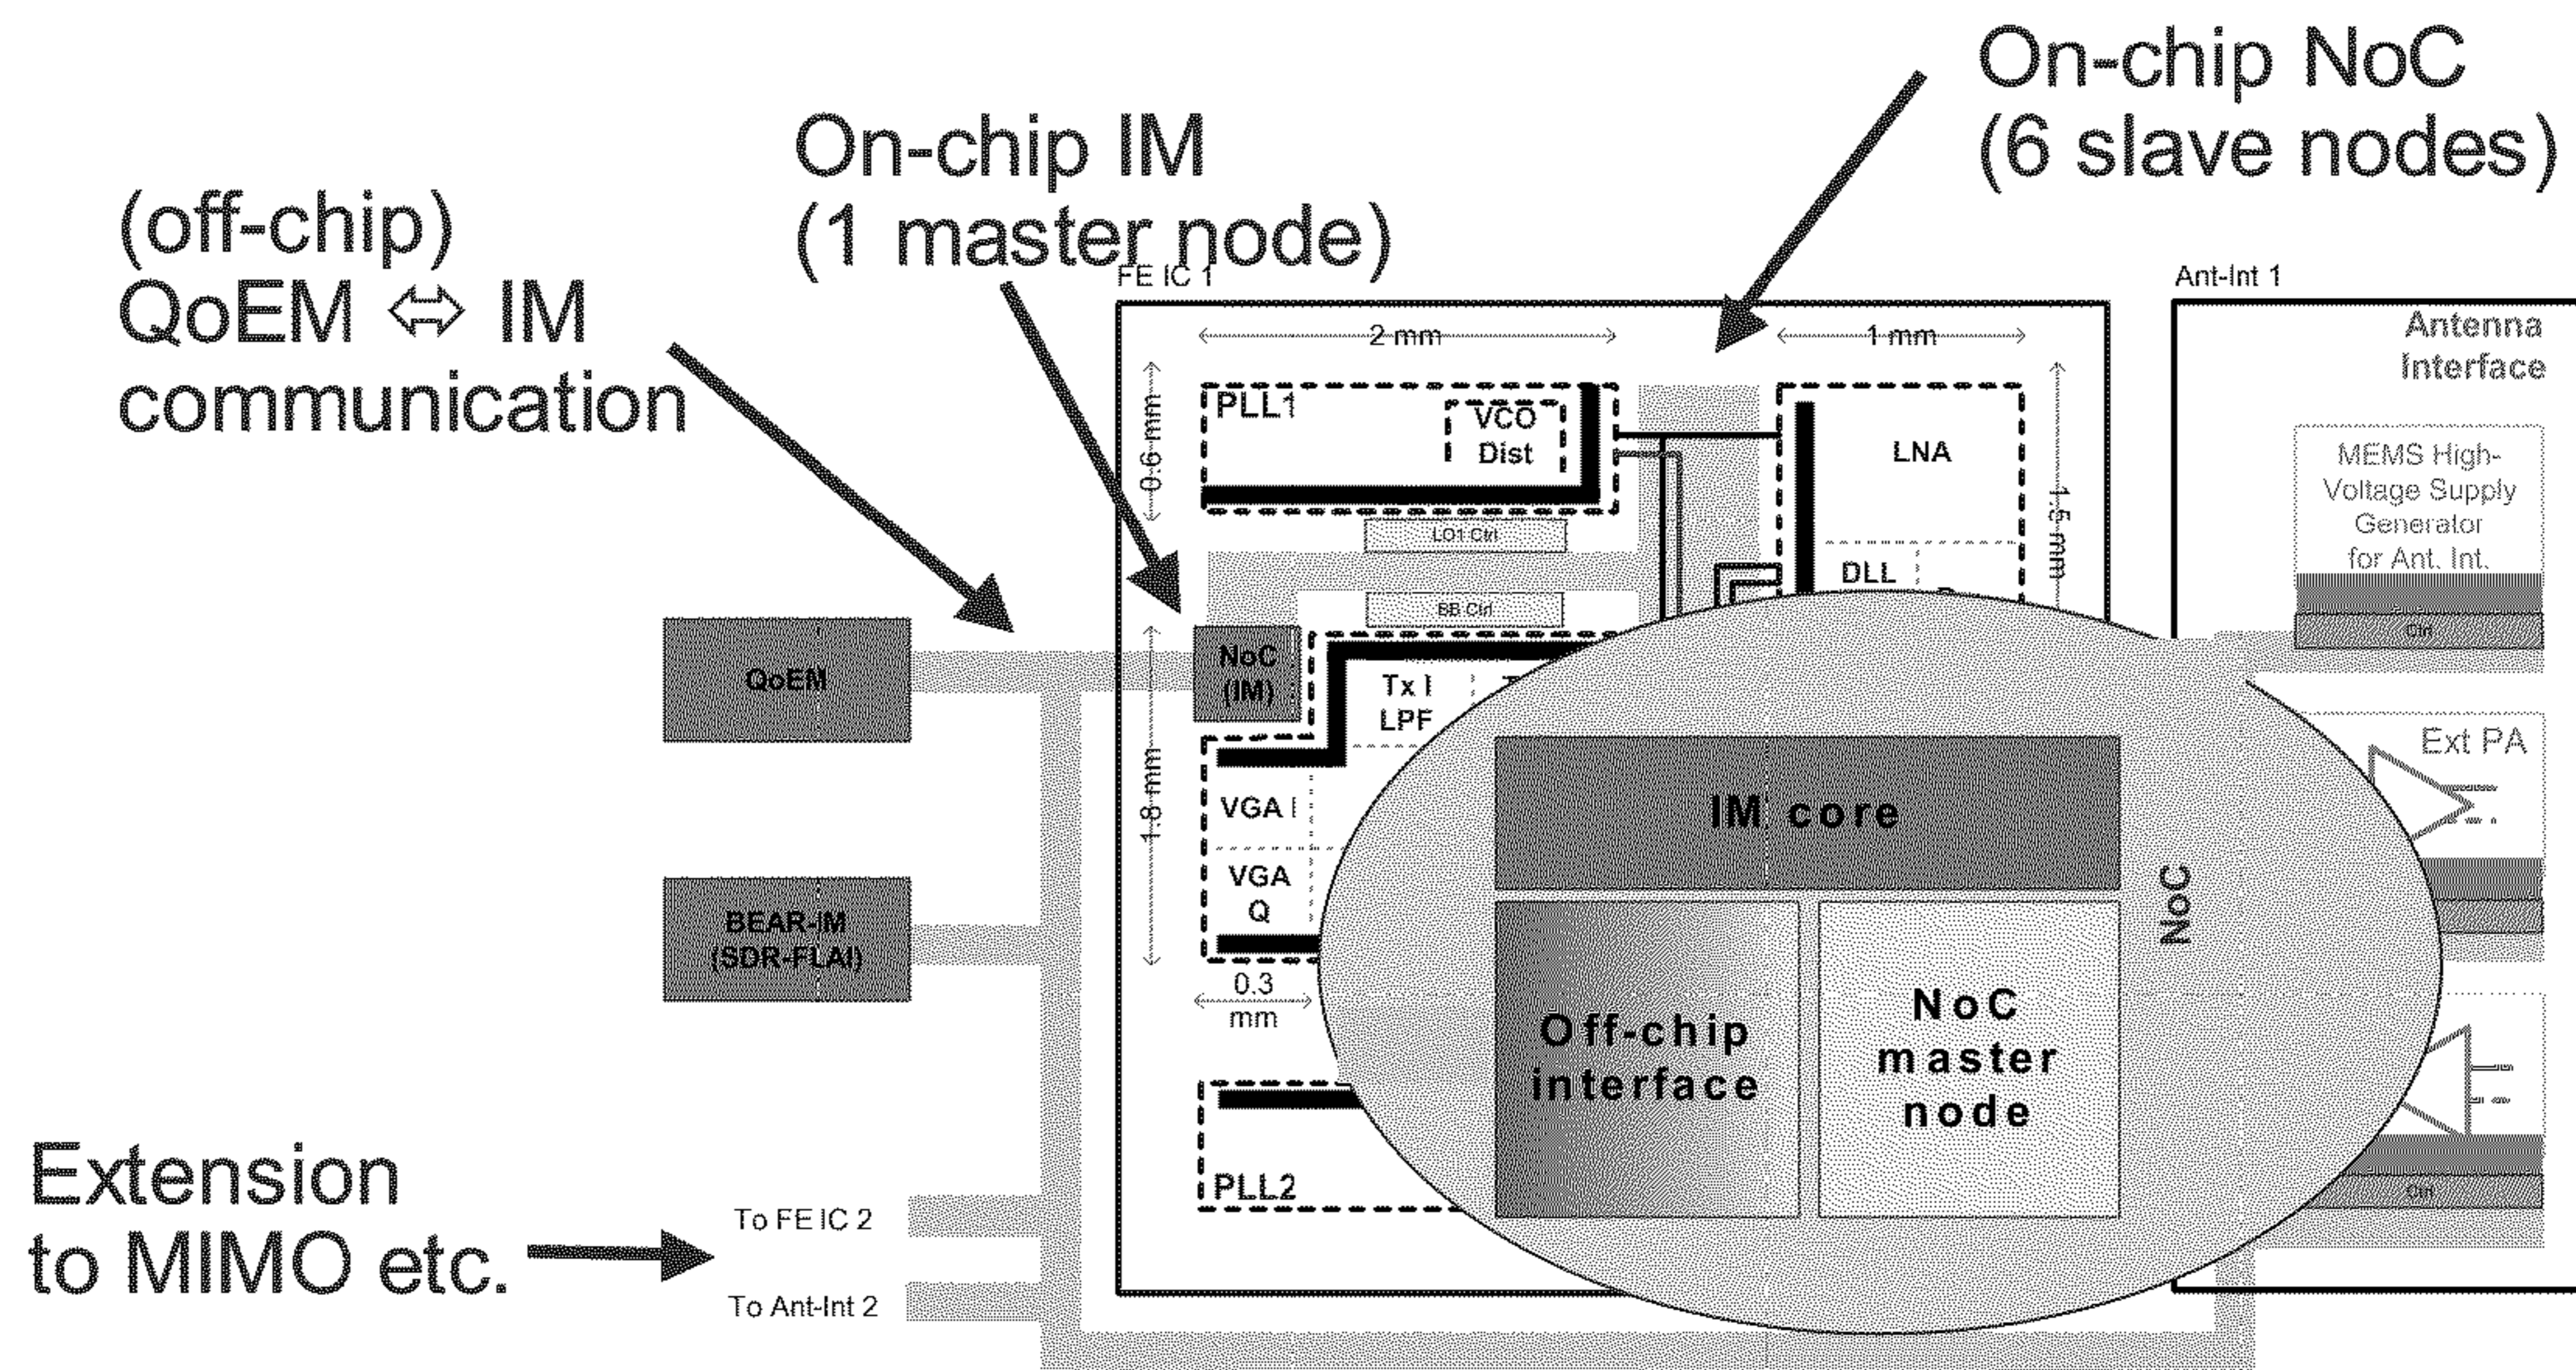 On-chip NoC
(6 slave nodes)
On-chip IM
(1 master node)
(off-chip)
QoEM ⇔ IM
communication
FE IC 1
Ant-Int 1
2 mm
1 mm
Antenna
Interface
0.6 mm
PLL1
VCO
Dist
LNA
1.5 mm
MEMS High-
Voltage Supply
Generator
for Ant. Int.
LO1 Ctrl
DLL
BB Ctrl
Ctrl
QoEM
NoC
(IM)
Tx I
LPF
Ext PA
1.8 mm
VGA I
IM core
NoC
VGA
Q
BEAR-IM
(SDR-FLAI)
0.3
mm
Off-chip
interface
NoC
master
node
PLL2
Ctrl
Extension
to MIMO etc.
To FE IC 2
To Ant-Int 2